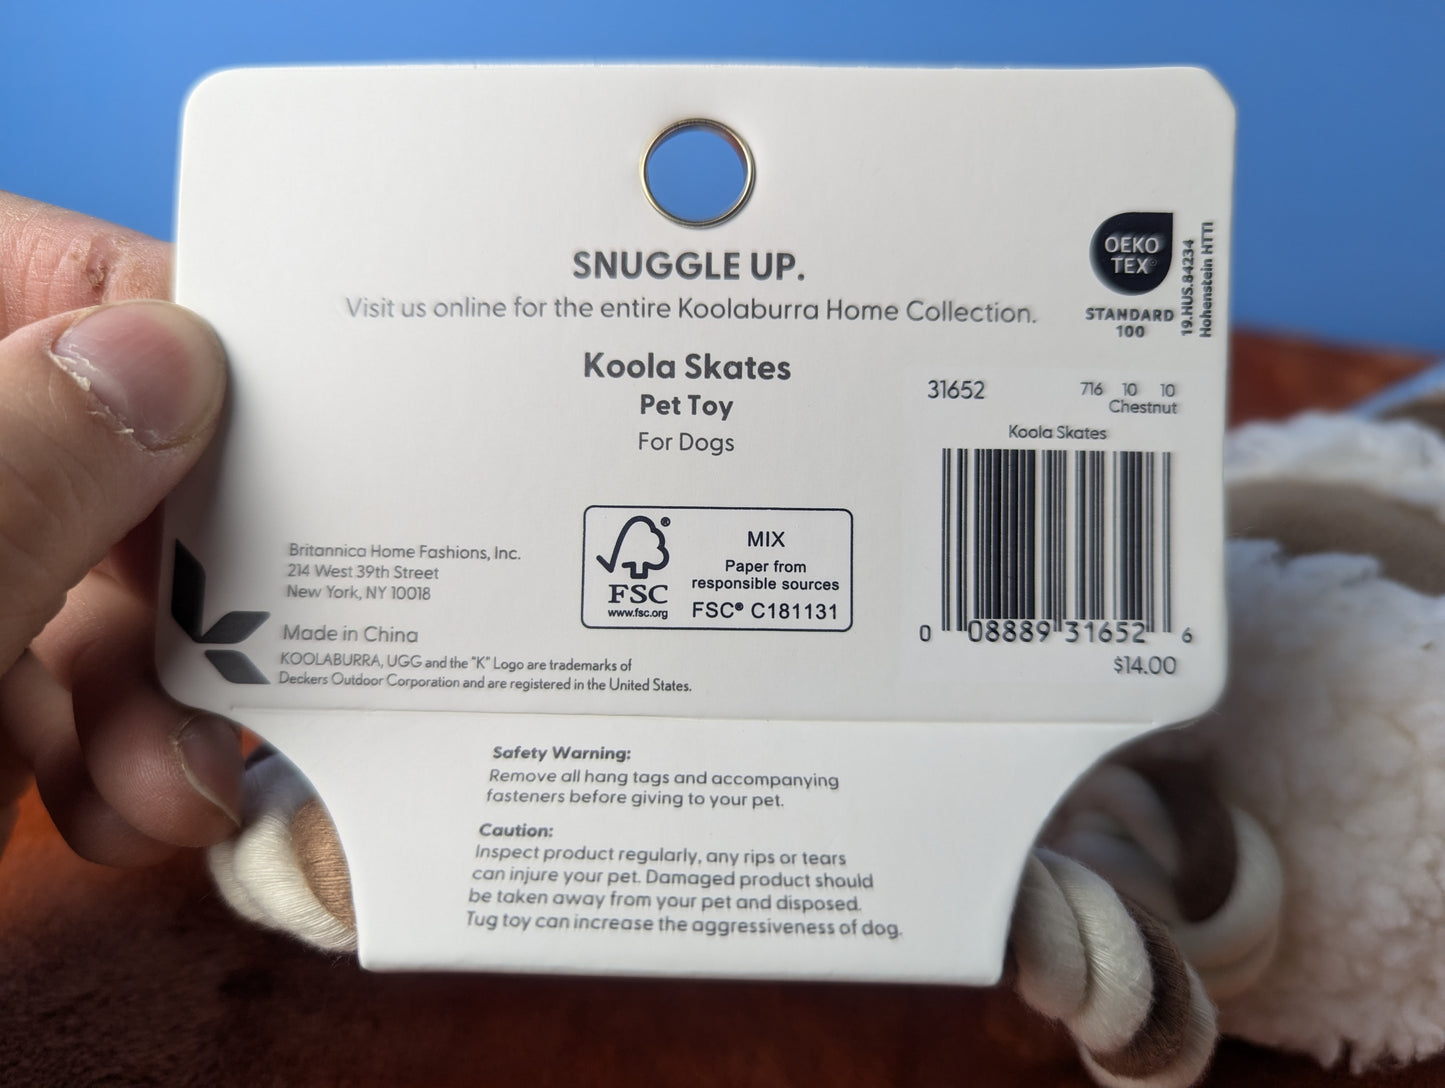 SNUGGLE UP.
Visit us online for the entire Koolaburra Home Collection.
OEKO
TEX®
STANDARD
100
19.HUS.84234
Hohenstein HTTI
Koola Skates
Pet Toy
For Dogs
31652 716 10 10
Chestnut
Koola Skates
0 08889 31652 6
$14.00
FSC®
www.fsc.org
MIX
Paper from
responsible sources
FSC® C181131
Britannica Home Fashions, Inc.
214 West 39th Street
New York, NY 10018
Made in China
KOOLABURRA, UGG and the "K" Logo are trademarks of
Deckers Outdoor Corporation and are registered in the United States.
Safety Warning:
Remove all hang tags and accompanying
fasteners before giving to your pet.
Caution:
Inspect product regularly, any rips or tears
can injure your pet. Damaged product should
be taken away from your pet and disposed.
Tug toy can increase the aggressiveness of dog.